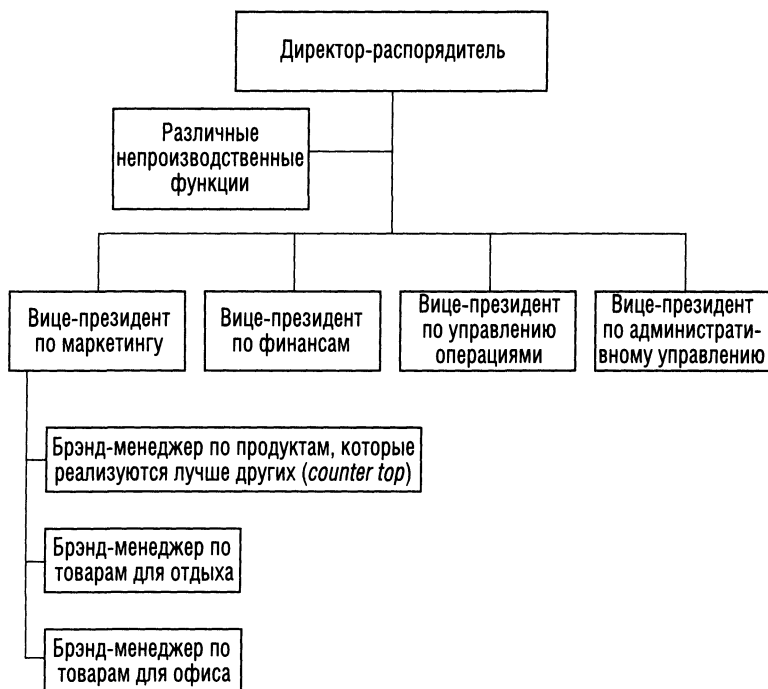 Директор-распорядитель
Различные
непроизводственные
функции
Вице-президент
по маркетингу
Вице-президент
по финансам
Вице-президент
по управлению
операциями
Вице-президент
по администрати-
вному управлению
Брэнд-менеджер по продуктам, которые
реализуются лучше других (counter top)
Брэнд-менеджер по
товарам для отдыха
Брэнд-менеджер по
товарам для офиса